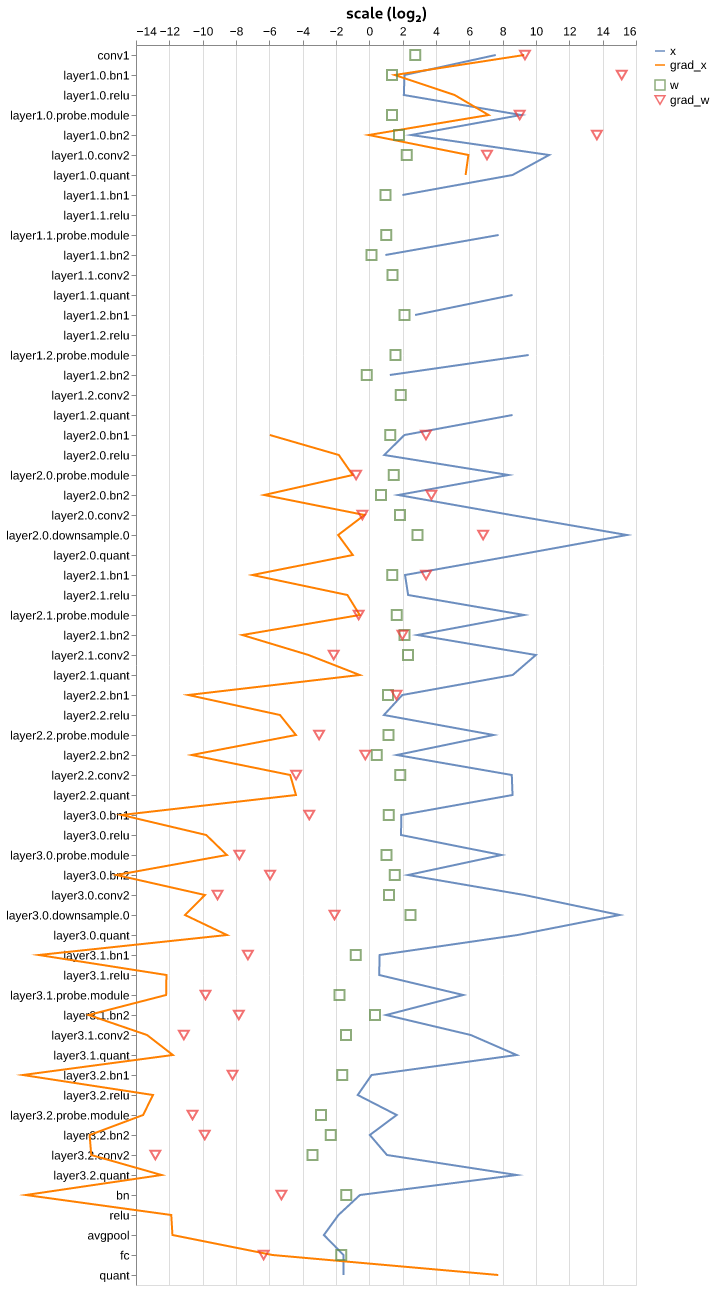 scale (log₂)
−14 −12 −10 −8 −6 −4 −2 0 2 4 6 8 10 12 14 16
x
grad_x
w
grad_w
conv1
layer1.0.bn1
layer1.0.relu
layer1.0.probe.module
layer1.0.bn2
layer1.0.conv2
layer1.0.quant
layer1.1.bn1
layer1.1.relu
layer1.1.probe.module
layer1.1.bn2
layer1.1.conv2
layer1.1.quant
layer1.2.bn1
layer1.2.relu
layer1.2.probe.module
layer1.2.bn2
layer1.2.conv2
layer1.2.quant
layer2.0.bn1
layer2.0.relu
layer2.0.probe.module
layer2.0.bn2
layer2.0.conv2
layer2.0.downsample.0
layer2.0.quant
layer2.1.bn1
layer2.1.relu
layer2.1.probe.module
layer2.1.bn2
layer2.1.conv2
layer2.1.quant
layer2.2.bn1
layer2.2.relu
layer2.2.probe.module
layer2.2.bn2
layer2.2.conv2
layer2.2.quant
layer3.0.bn1
layer3.0.relu
layer3.0.probe.module
layer3.0.bn2
layer3.0.conv2
layer3.0.downsample.0
layer3.0.quant
layer3.1.bn1
layer3.1.relu
layer3.1.probe.module
layer3.1.bn2
layer3.1.conv2
layer3.1.quant
layer3.2.bn1
layer3.2.relu
layer3.2.probe.module
layer3.2.bn2
layer3.2.conv2
layer3.2.quant
bn
relu
avgpool
fc
quant